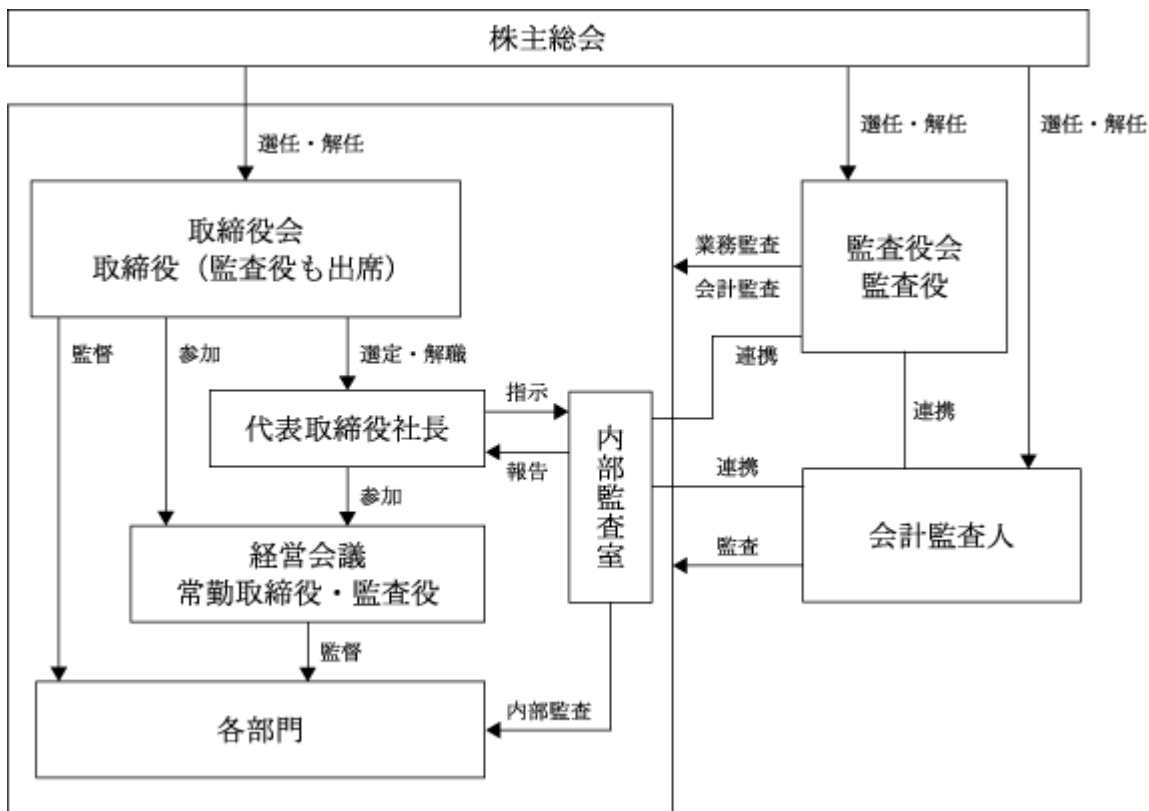 株主総会
選任・解任
選任・解任
選任・解任
取締役会
取締役（監査役も出席）
監査役会
監査役
業務監査
会計監査
監督
参加
選定・解職
連携
指示
代表取締役社長
報告
内部監査室
連携
連携
参加
経営会議
常勤取締役・監査役
会計監査人
監査
監督
各部門
内部監査